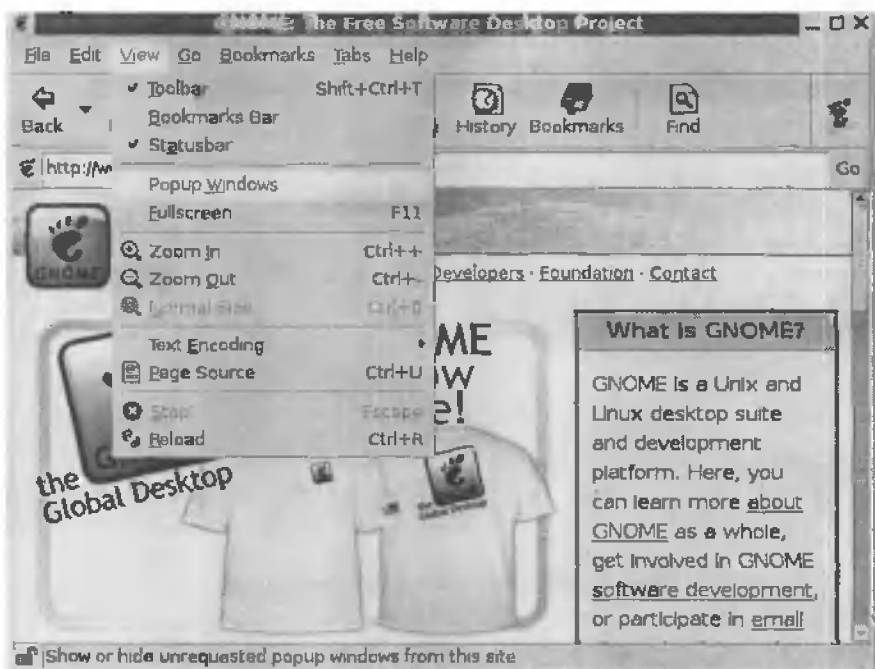 GNOME: The Free Software Desktop Project
File Edit View Go Bookmarks Tabs Help
Toolbar Shift+Ctrl+T
Bookmarks Bar
Statusbar
Popup Windows
Fullscreen F11
Zoom In Ctrl++
Zoom Out Ctrl+-
Normal Size Ctrl+0
Text Encoding
Page Source Ctrl+U
Stop Escape
Reload Ctrl+R
Back
History Bookmarks Find
http://w
Go
GNOME
Developers · Foundation · Contact
the
Global Desktop
ME
OW
e!
the
Global Desktop
What is GNOME?
GNOME is a Unix and
Linux desktop suite
and development
platform. Here, you
can learn more about
GNOME as a whole,
get involved in GNOME
software development,
or participate in email
Show or hide unrequested popup windows from this site